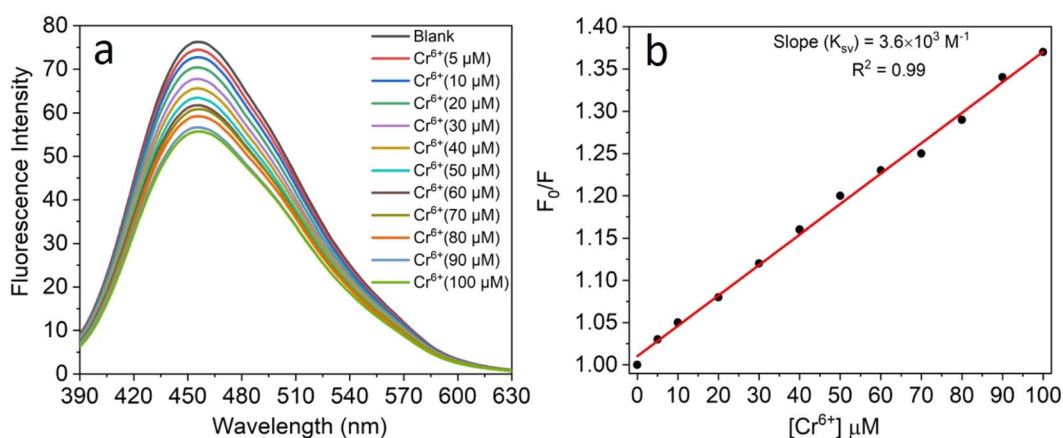 a
80
70
60
50
40
30
20
10
0
Fluorescence Intensity
390 420 450 480 510 540 570 600 630
Wavelength (nm)
Blank
Cr⁶⁺(5 µM)
Cr⁶⁺(10 µM)
Cr⁶⁺(20 µM)
Cr⁶⁺(30 µM)
Cr⁶⁺(40 µM)
Cr⁶⁺(50 µM)
Cr⁶⁺(60 µM)
Cr⁶⁺(70 µM)
Cr⁶⁺(80 µM)
Cr⁶⁺(90 µM)
Cr⁶⁺(100 µM)
b
Slope (Kₛᵥ) = 3.6×10³ M⁻¹
R² = 0.99
1.40
1.35
1.30
1.25
1.20
1.15
1.10
1.05
1.00
F₀/F
0 10 20 30 40 50 60 70 80 90 100
[Cr⁶⁺] µM